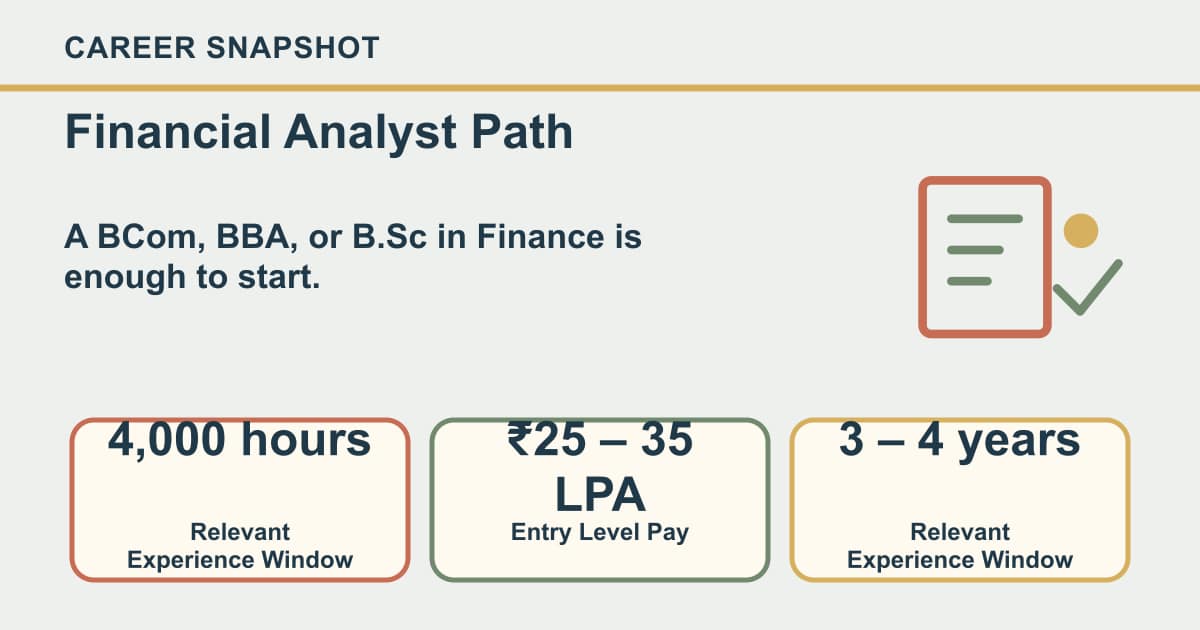 CAREER SNAPSHOT
Financial Analyst Path
A BCom, BBA, or B.Sc in Finance is
enough to start.
4,000 hours
Relevant
Experience Window
₹25 – 35
LPA
Entry Level Pay
3 – 4 years
Relevant
Experience Window